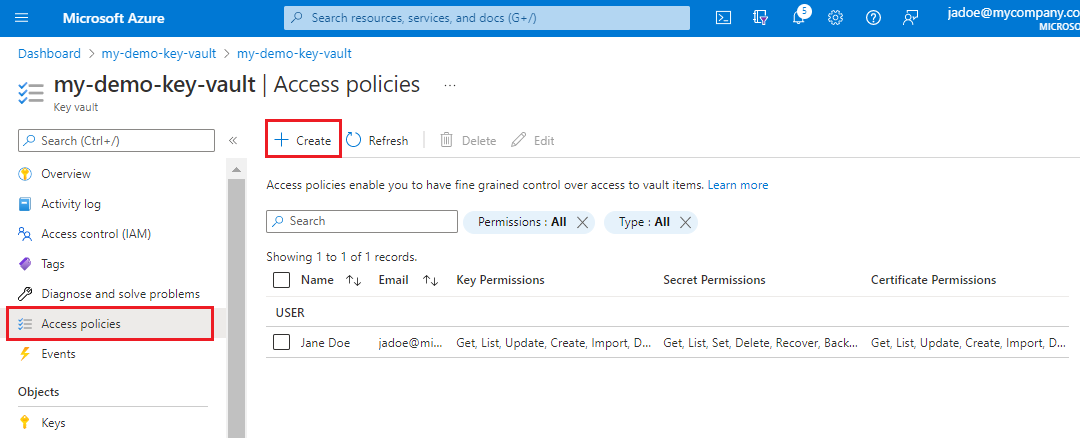 Microsoft Azure
Search resources, services, and docs (G+/)
5
jadoe@mycompany.co
MICROSO
Dashboard > my-demo-key-vault > my-demo-key-vault
my-demo-key-vault | Access policies ...
Key vault
Search (Ctrl+/) «
+ Create Refresh Delete Edit
Overview
Activity log
Access control (IAM)
Tags
Diagnose and solve problems
Access policies
Events
Objects
Keys
Access policies enable you to have fine grained control over access to vault items. Learn more
Search
Permissions : All
Type : All
Showing 1 to 1 of 1 records.
Name ↑↓ Email ↑↓ Key Permissions Secret Permissions Certificate Permissions
USER
Jane Doe jadoe@mi... Get, List, Update, Create, Import, D... Get, List, Set, Delete, Recover, Back... Get, List, Update, Create, Import, D...